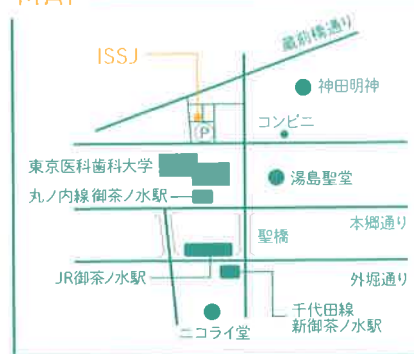 MAP
蔵前橋通り
ISSJ
神田明神
コンビニ
P
東京医科歯科大学
湯島聖堂
丸ノ内線御茶ノ水駅
本郷通り
聖橋
JR御茶ノ水駅
外堀通り
千代田線
新御茶ノ水駅
ニコライ堂